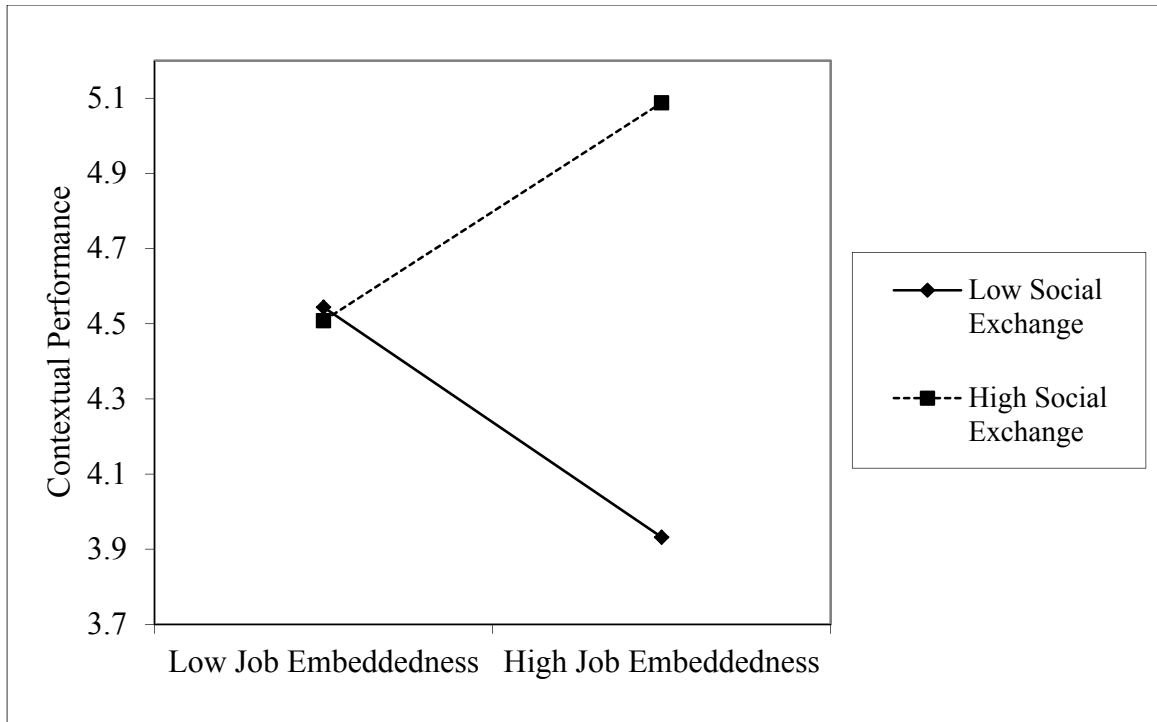 Contextual Performance
5.1
4.9
4.7
4.5
4.3
4.1
3.9
3.7
Low Job Embeddedness
High Job Embeddedness
Low Social
Exchange
High Social
Exchange